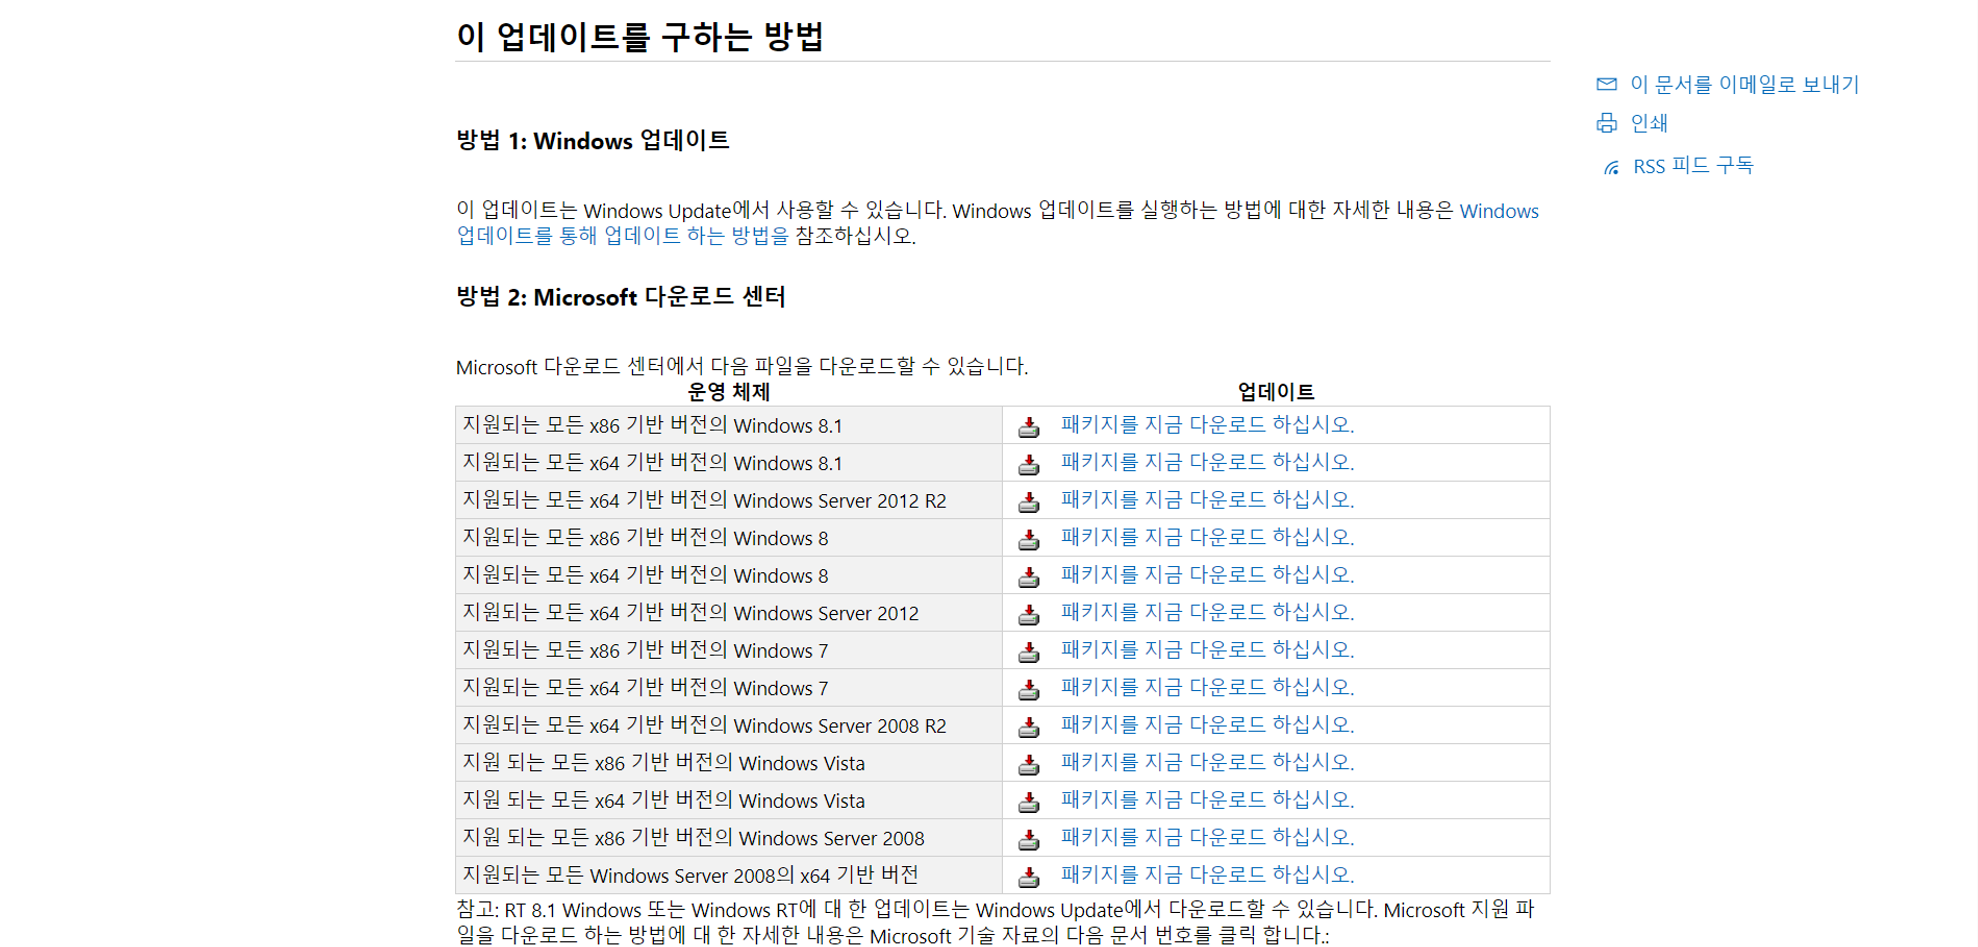 이 업데이트를 구하는 방법
이 문서를 이메일로 보내기
인쇄
RSS 피드 구독
방법 1: Windows 업데이트
이 업데이트는 Windows Update에서 사용할 수 있습니다. Windows 업데이트를 실행하는 방법에 대한 자세한 내용은 Windows
업데이트를 통해 업데이트 하는 방법을 참조하십시오.
방법 2: Microsoft 다운로드 센터
Microsoft 다운로드 센터에서 다음 파일을 다운로드할 수 있습니다.
운영 체제 업데이트
지원되는 모든 x86 기반 버전의 Windows 8.1 패키지를 지금 다운로드 하십시오.
지원되는 모든 x64 기반 버전의 Windows 8.1 패키지를 지금 다운로드 하십시오.
지원되는 모든 x64 기반 버전의 Windows Server 2012 R2 패키지를 지금 다운로드 하십시오.
지원되는 모든 x86 기반 버전의 Windows 8 패키지를 지금 다운로드 하십시오.
지원되는 모든 x64 기반 버전의 Windows 8 패키지를 지금 다운로드 하십시오.
지원되는 모든 x64 기반 버전의 Windows Server 2012 패키지를 지금 다운로드 하십시오.
지원되는 모든 x86 기반 버전의 Windows 7 패키지를 지금 다운로드 하십시오.
지원되는 모든 x64 기반 버전의 Windows 7 패키지를 지금 다운로드 하십시오.
지원되는 모든 x64 기반 버전의 Windows Server 2008 R2 패키지를 지금 다운로드 하십시오.
지원 되는 모든 x86 기반 버전의 Windows Vista 패키지를 지금 다운로드 하십시오.
지원 되는 모든 x64 기반 버전의 Windows Vista 패키지를 지금 다운로드 하십시오.
지원 되는 모든 x86 기반 버전의 Windows Server 2008 패키지를 지금 다운로드 하십시오.
지원되는 모든 Windows Server 2008의 x64 기반 버전 패키지를 지금 다운로드 하십시오.
참고: RT 8.1 Windows 또는 Windows RT에 대 한 업데이트는 Windows Update에서 다운로드할 수 있습니다. Microsoft 지원 파
일을 다운로드 하는 방법에 대 한 자세한 내용은 Microsoft 기술 자료의 다음 문서 번호를 클릭 합니다.: